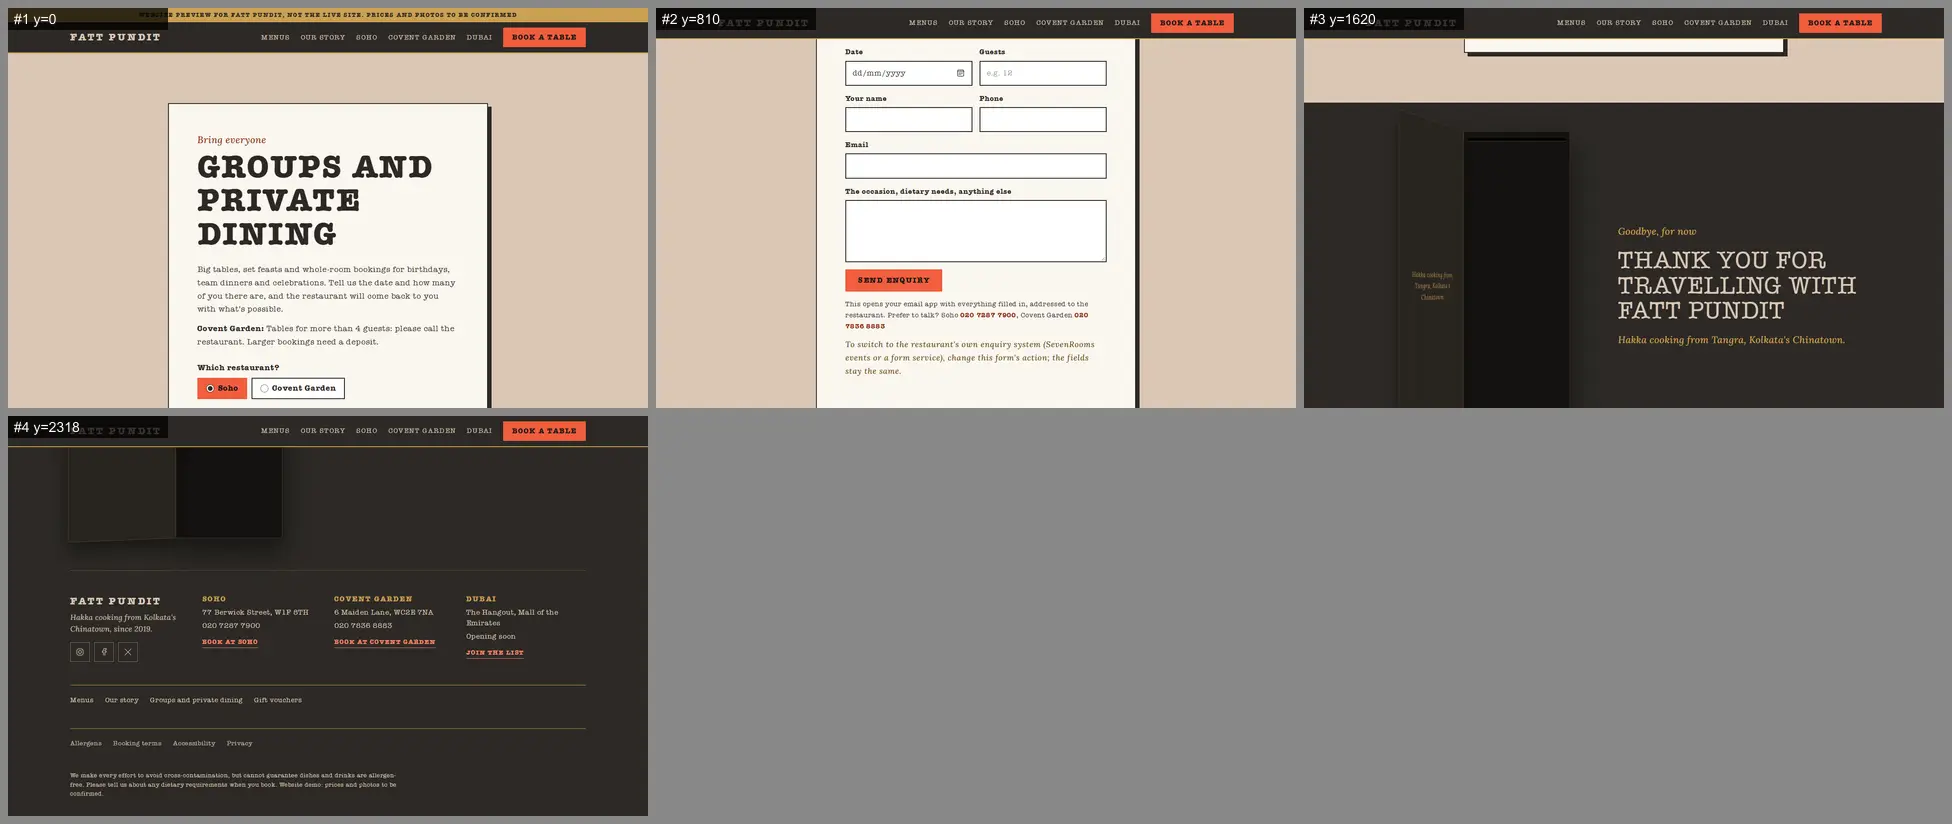 #1 y=0
PREVIEW FOR FATT PUNDIT, NOT THE LIVE SITE. PRICES AND PHOTOS TO BE CONFIRMED
FATT PUNDIT
MENUS OUR STORY SOHO COVENT GARDEN DUBAI BOOK A TABLE
Bring everyone
GROUPS AND
PRIVATE
DINING
Big tables, set feasts and whole-room bookings for birthdays,
team dinners and celebrations. Tell us the date and how many
of you there are, and the restaurant will come back to you
with what's possible.
Covent Garden: Tables for more than 4 guests: please call the
restaurant. Larger bookings need a deposit.
Which restaurant?
Soho Covent Garden
#2 y=810
MENUS OUR STORY SOHO COVENT GARDEN DUBAI BOOK A TABLE
Date Guests
dd/mm/yyyy e.g. 12
Your name Phone
Email
The occasion, dietary needs, anything else
SEND ENQUIRY
This opens your email app with everything filled in, addressed to the
restaurant. Prefer to talk? Soho 020 7287 7900, Covent Garden 020
7836 8883
To switch to the restaurant's own enquiry system (SevenRooms
events or a form service), change this form's action; the fields
stay the same.
#3 y=1620
MENUS OUR STORY SOHO COVENT GARDEN DUBAI BOOK A TABLE
Hakka cooking from
Tangra, Kolkata's
Chinatown
Goodbye, for now
THANK YOU FOR
TRAVELLING WITH
FATT PUNDIT
Hakka cooking from Tangra, Kolkata's Chinatown.
#4 y=2318
MENUS OUR STORY SOHO COVENT GARDEN DUBAI BOOK A TABLE
FATT PUNDIT
Hakka cooking from Kolkata's
Chinatown, since 2019.
SOHO
77 Berwick Street, W1F 8TH
020 7287 7900
BOOK AT SOHO
COVENT GARDEN
6 Maiden Lane, WC2E 7NA
020 7836 8883
BOOK AT COVENT GARDEN
DUBAI
The Hangout, Mall of the
Emirates
Opening soon
JOIN THE LIST
Menus Our story Groups and private dining Gift vouchers
Allergens Booking terms Accessibility Privacy
We make every effort to avoid cross-contamination, but cannot guarantee dishes and drinks are allergen-
free. Please tell us about any dietary requirements when you book. Website demo: prices and photos to be
confirmed.